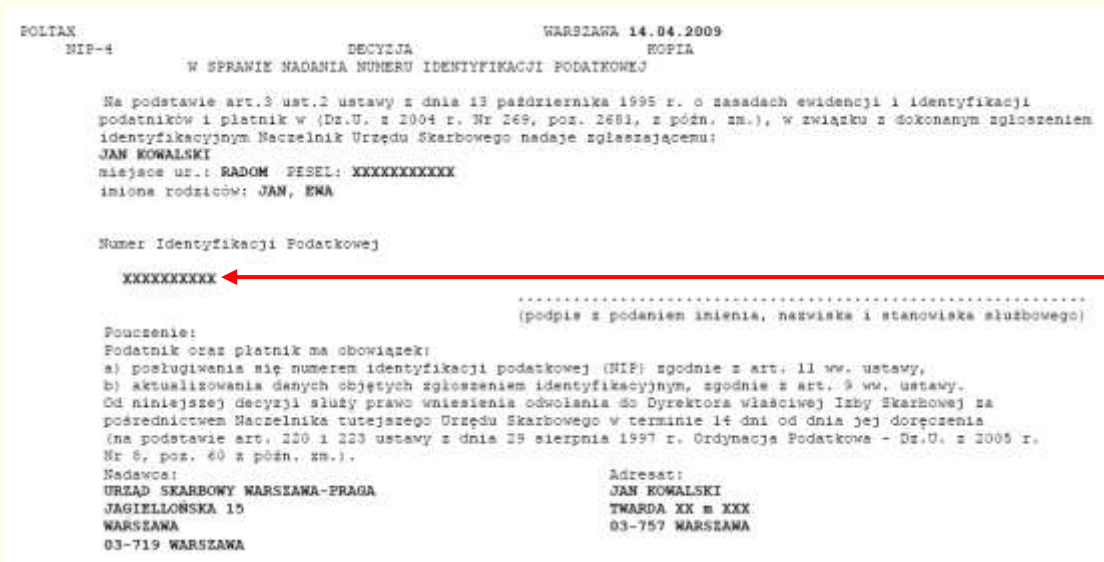 POLTAX WARSZAWA 14.04.2009
NIP-4 DECYZJA KOPIA
W SPRAWIE NADANIA NUMERU IDENTYFIKACJI PODATKOWEJ
Na podstawie art.3 ust.2 ustawy z dnia 13 października 1995 r. o zasadach ewidencji i identyfikacji
podatników i płatnik w (Dz.U. z 2004 r. Nr 269, poz. 2681, z późn. zm.), w związku z dokonanym zgłoszeniem
identyfikacyjnym Naczelnik Urzędu Skarbowego nadaje zgłaszającemu:
JAN KOWALSKI
miejsce ur.: RADOM PESEL: XXXXXXXXXXX
imiona rodziców: JAN, EWA
Numer Identyfikacji Podatkowej
XXXXXXXXXX
(podpis z podaniem imienia, nazwiska i stanowiska służbowego)
Pouczenie:
Podatnik oraz płatnik ma obowiązek:
a) posługiwania się numerem identyfikacji podatkowej (NIP) zgodnie z art. 11 ww. ustawy,
b) aktualizowania danych objętych zgłoszeniem identyfikacyjnym, zgodnie z art. 9 ww. ustawy.
Od niniejszej decyzji służy prawo wniesienia odwołania do Dyrektora właściwej Izby Skarbowej za
pośrednictwem Naczelnika tutejszego Urzędu Skarbowego w terminie 14 dni od dnia jej doręczenia
(na podstawie art. 220 i 223 ustawy z dnia 29 sierpnia 1997 r. Ordynacja Podatkowa - Dz.U. z 2005 r.
Nr 8, poz. 60 z późn. zm.).
Nadawca: Adresat:
URZĄD SKARBOWY WARSZAWA-PRAGA JAN KOWALSKI
JAGIELLOŃSKA 15 TWARDA XX m XXX
WARSZAWA 03-757 WARSZAWA
03-719 WARSZAWA